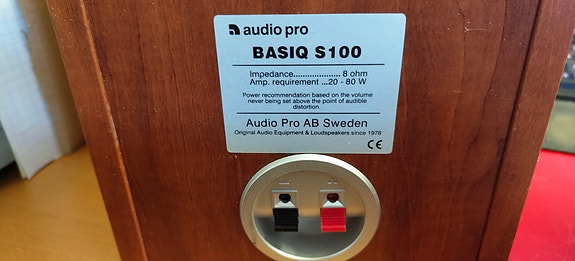 audio pro
BASIQ S100
Impedance..................... 8 ohm
Amp. requirement ...20 - 80 W
Power recommendation based on the volume
never being set above the point of audible
distortion.
Audio Pro AB Sweden
Original Audio Equipment & Loudspeakers since 1978
CE
− +